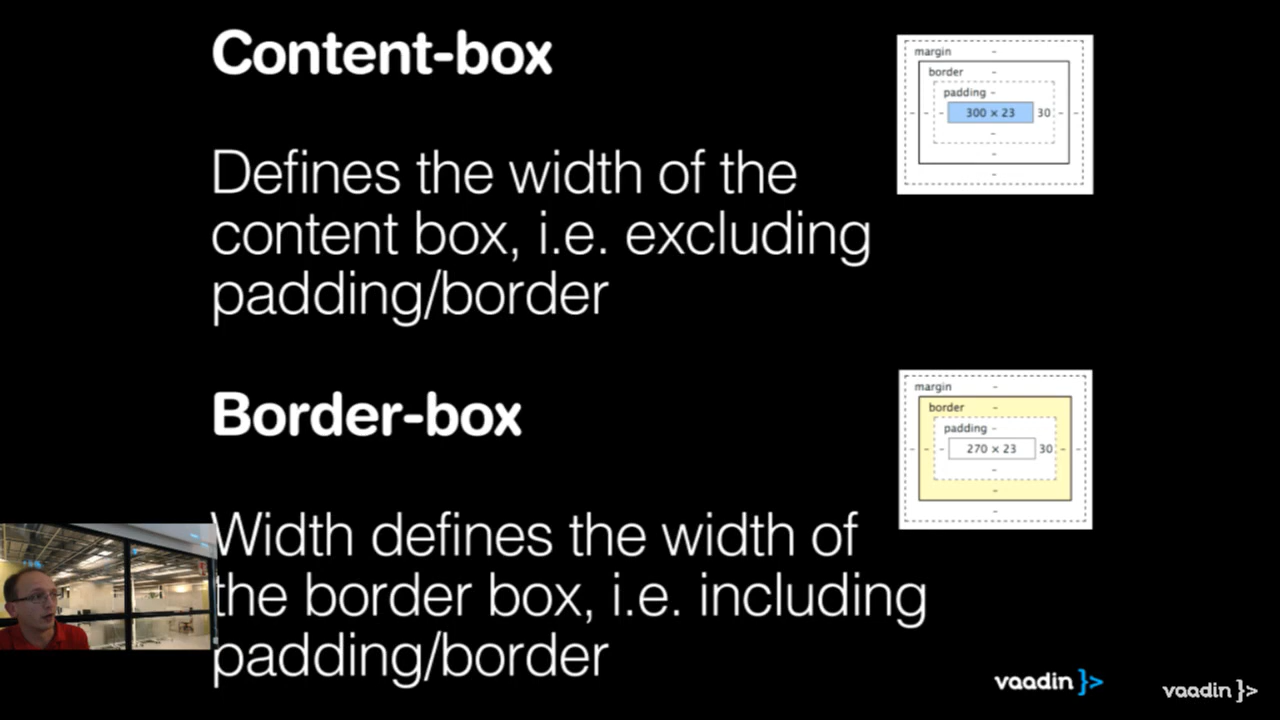 Content-box
Defines the width of the
content box, i.e. excluding
padding/border
margin -
border -
padding -
- - - 300 × 23 30 - -
-
-
-
Border-box
Width defines the width of
the border box, i.e. including
padding/border
margin -
border -
padding -
- - - 270 × 23 30 - -
-
-
-
vaadin }>
vaadin }>